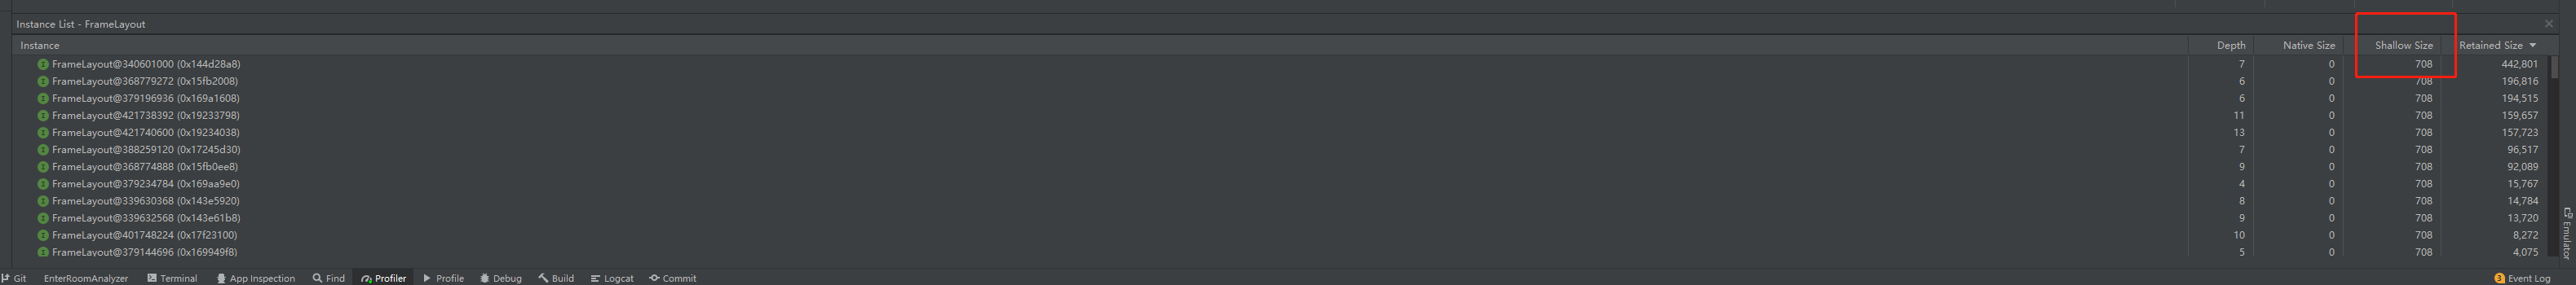 Instance List - FrameLayout
Instance Depth Native Size Shallow Size Retained Size
FrameLayout@340601000 (0x144d28a8) 7 0 708 442,801
FrameLayout@368779272 (0x15fb2008) 6 0 708 196,816
FrameLayout@379196936 (0x169a1608) 6 0 708 194,515
FrameLayout@421738392 (0x19233798) 11 0 708 159,657
FrameLayout@421740600 (0x19234038) 13 0 708 157,723
FrameLayout@388259120 (0x17245d30) 7 0 708 96,517
FrameLayout@368774888 (0x15fb0ee8) 9 0 708 92,089
FrameLayout@379234784 (0x169aa9e0) 4 0 708 15,767
FrameLayout@339630368 (0x143e5920) 8 0 708 14,784
FrameLayout@339632568 (0x143e61b8) 9 0 708 13,720
FrameLayout@401748224 (0x17f23100) 10 0 708 8,272
FrameLayout@379144696 (0x169949f8) 5 0 708 4,075
Emulator
Git EnterRoomAnalyzer Terminal App Inspection Find Profiler Profile Debug Build Logcat Commit 3 Event Log